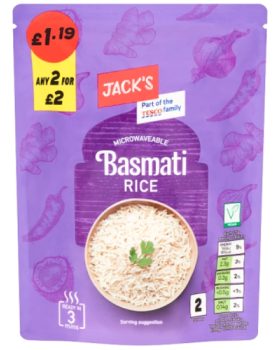 £1.19
ANY 2 FOR
£2
JACK'S
Part of the
TESCO family
MICROWAVEABLE
Basmati
RICE
READY IN
3
mins
Serving suggestion
2